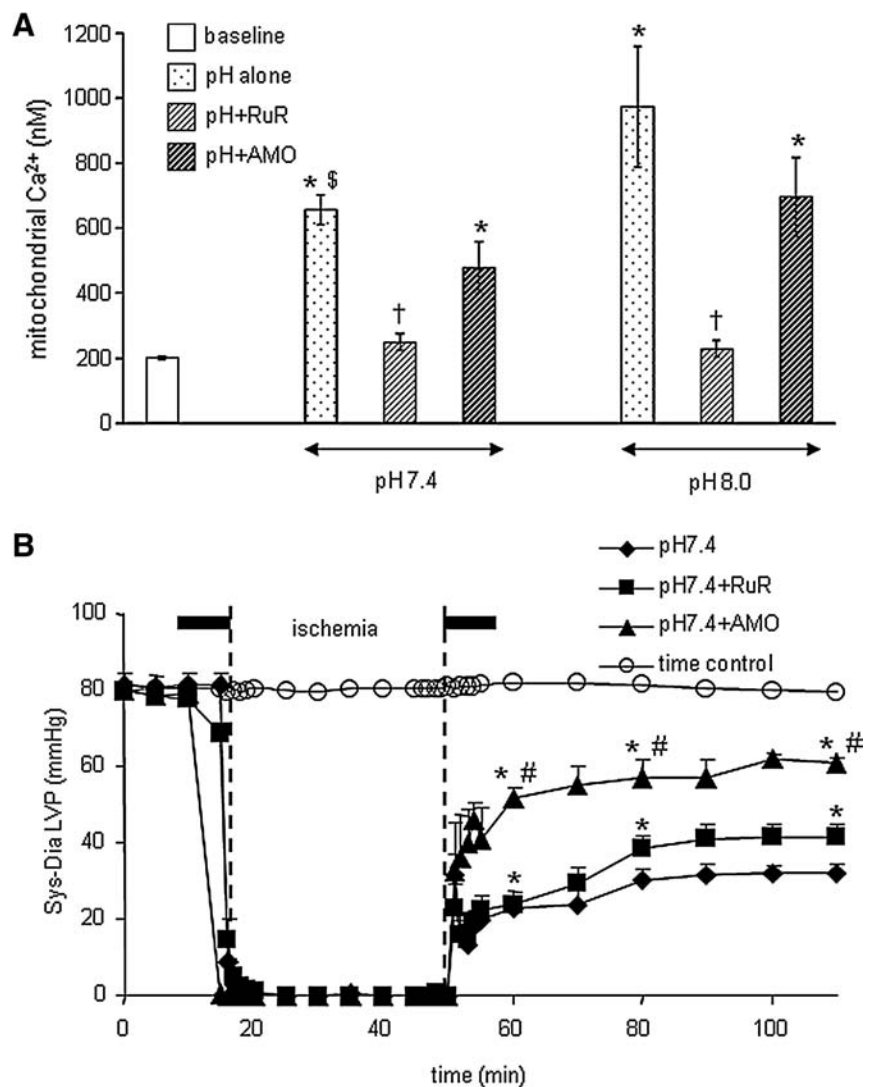 A
1200
1000
800
600
400
200
0
mitochondrial Ca²⁺ (nM)
baseline
pH alone
pH+RuR
pH+AMO
* $
†
*
*
†
*
pH7.4
pH8.0
B
pH7.4
pH7.4+RuR
pH7.4+AMO
time control
100
80
60
40
20
0
Sys-Dia LVP (mmHg)
ischemia
* #
* #
* #
*
*
*
0 20 40 60 80 100
time (min)